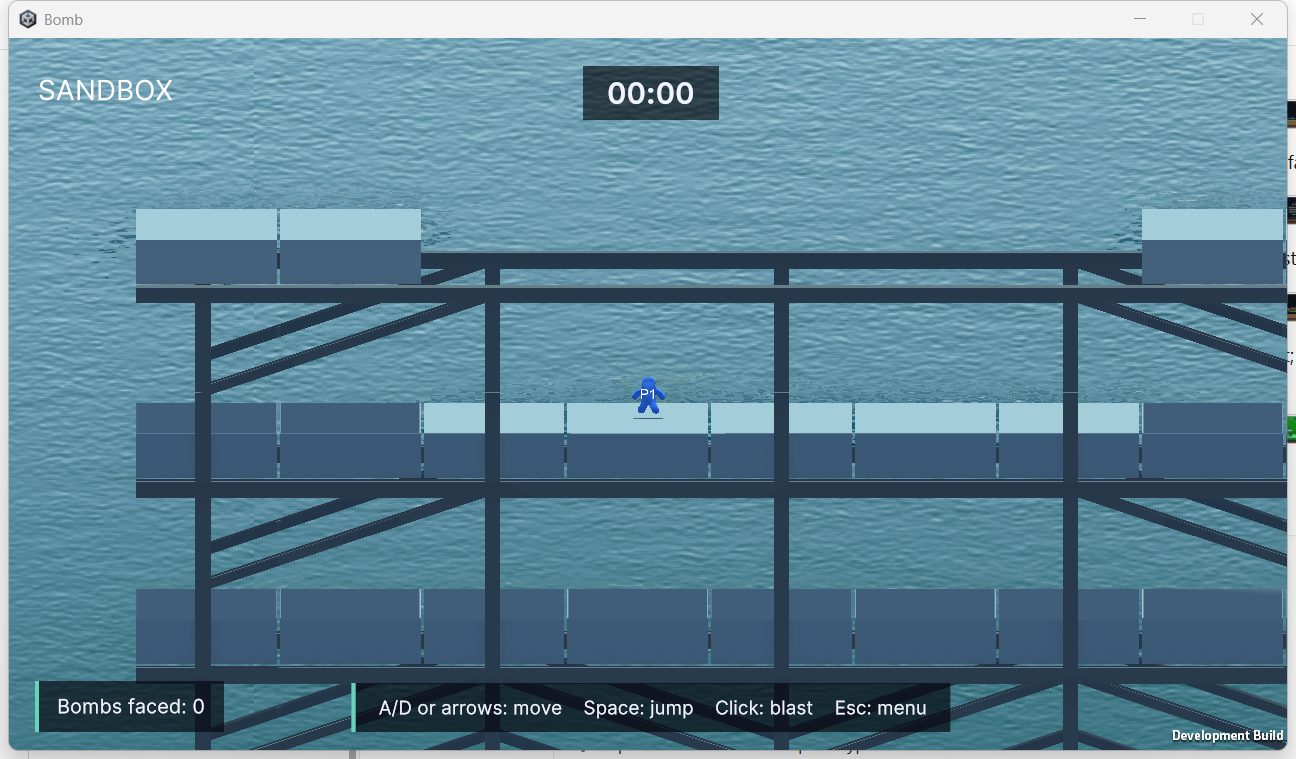 Bomb
SANDBOX
00:00
P1
Bombs faced: 0
A/D or arrows: move Space: jump Click: blast Esc: menu
Development Build